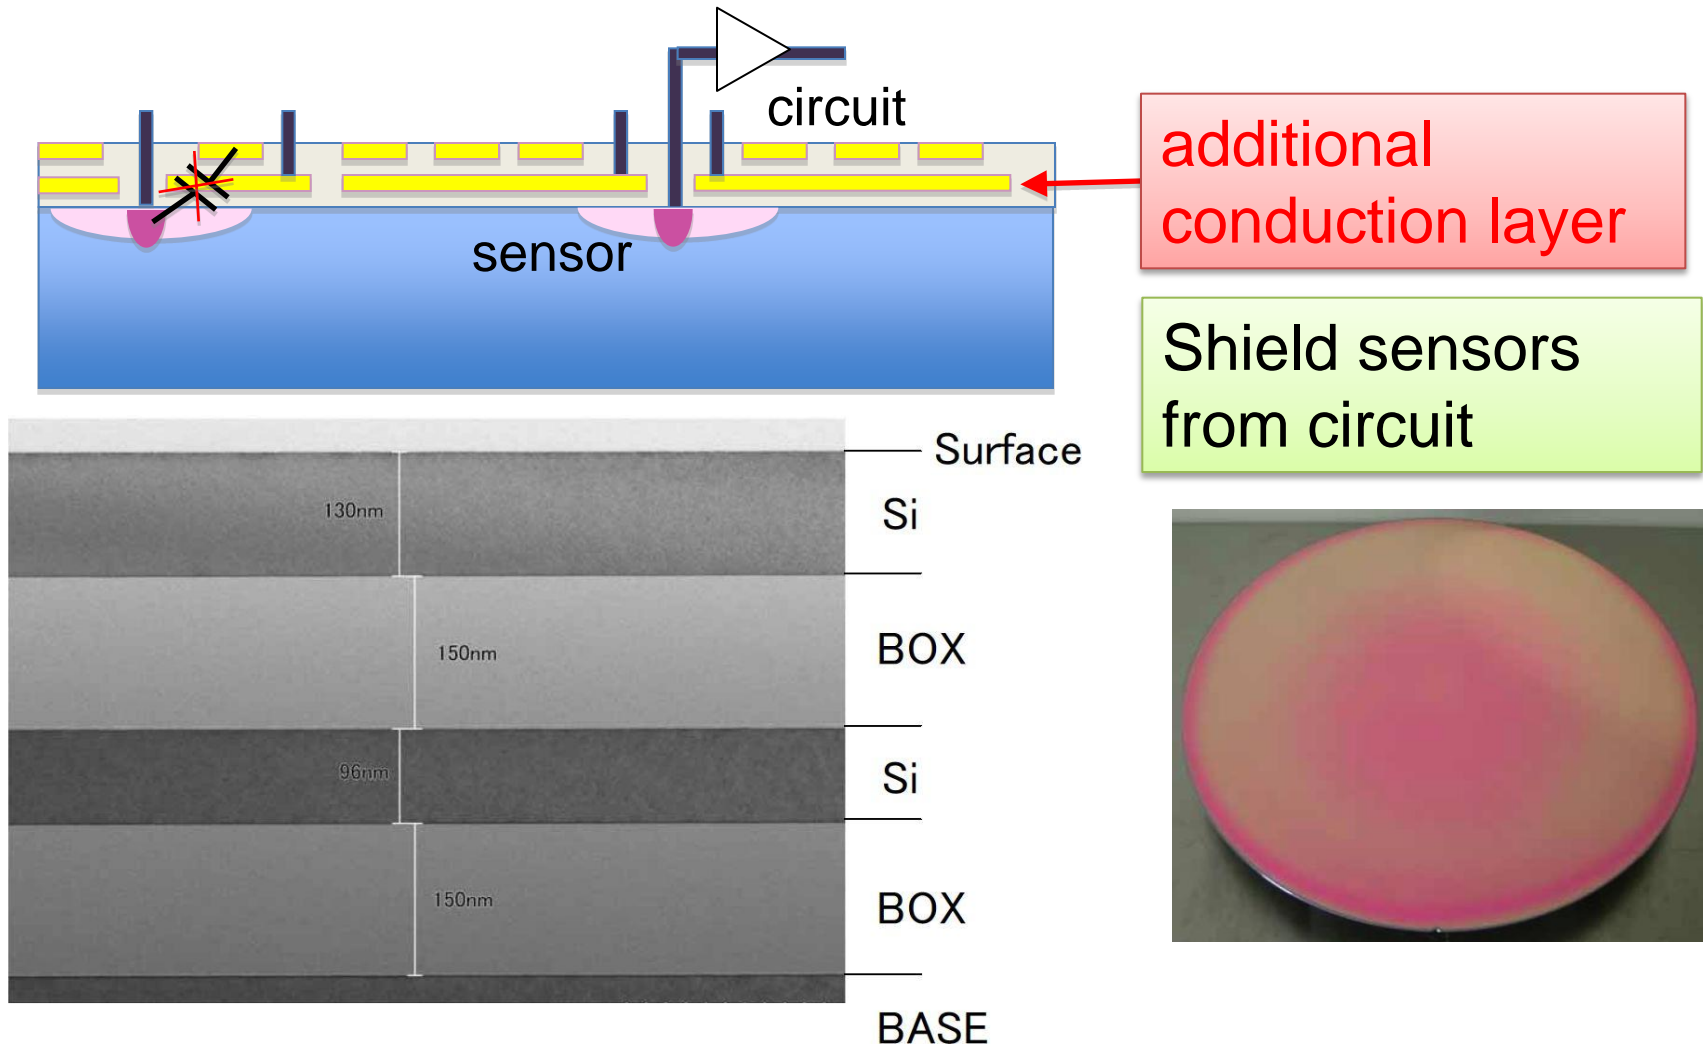 circuit
sensor
additional
conduction layer
Shield sensors
from circuit
Surface
130nm
Si
150nm
BOX
96nm
Si
150nm
BOX
BASE